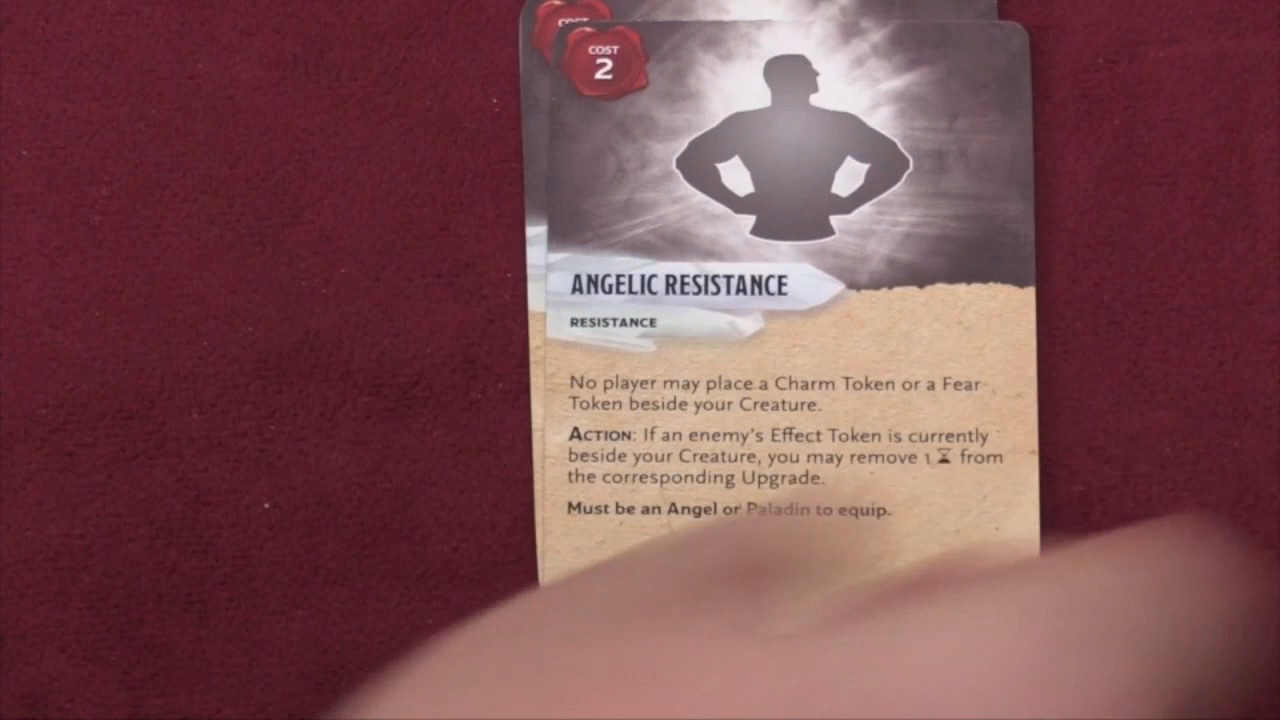 COST
COST
2
ANGELIC RESISTANCE
RESISTANCE
No player may place a Charm Token or a Fear
Token beside your Creature.
ACTION: If an enemy's Effect Token is currently
beside your Creature, you may remove 1 from
the corresponding Upgrade.
Must be an Angel or Paladin to equip.